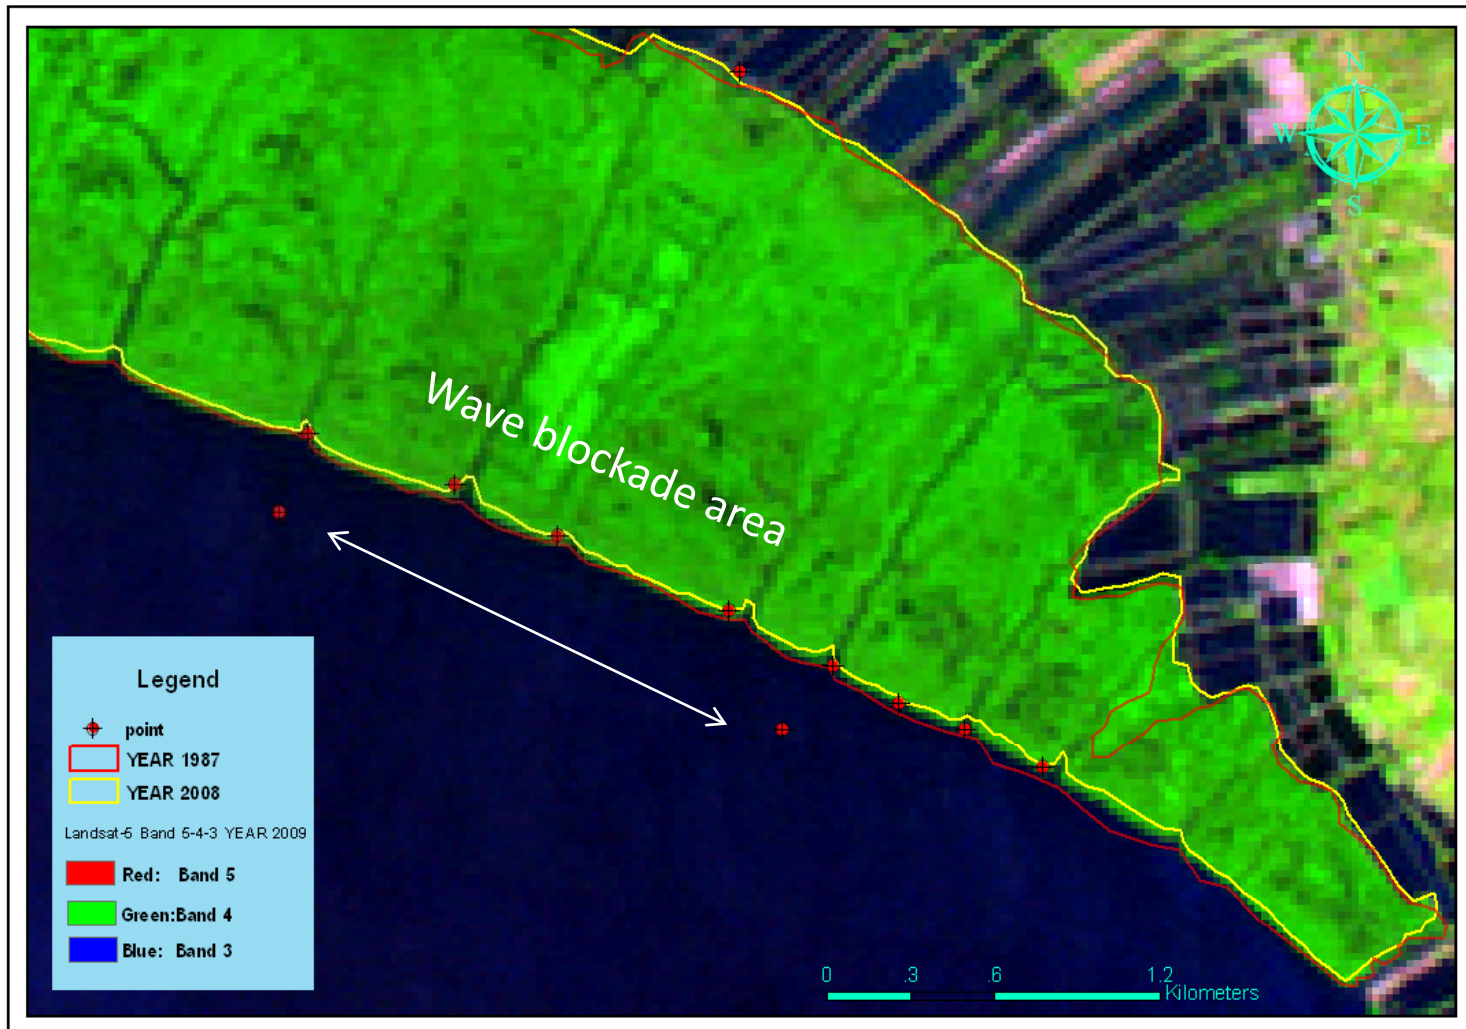 N
W E
S
Wave blockade area
Legend
point
YEAR 1987
YEAR 2008
Landsat-5 Band 5-4-3 YEAR 2009
Red: Band 5
Green:Band 4
Blue: Band 3
0 .3 .6 1.2
Kilometers